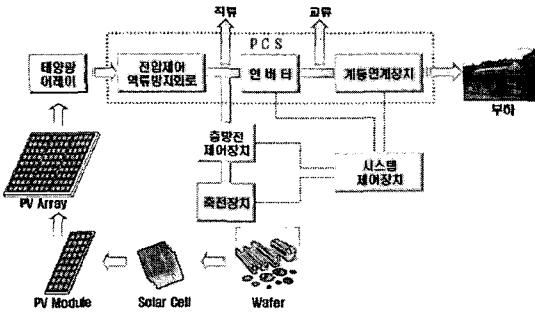 직류
교류
PCS
태양광
어레이
전압제어
역류방지회로
인버터
계통연계장치
부하
충방전
제어장치
시스템
제어장치
축전장치
PV Array
PV Module
Solar Cell
Wafer